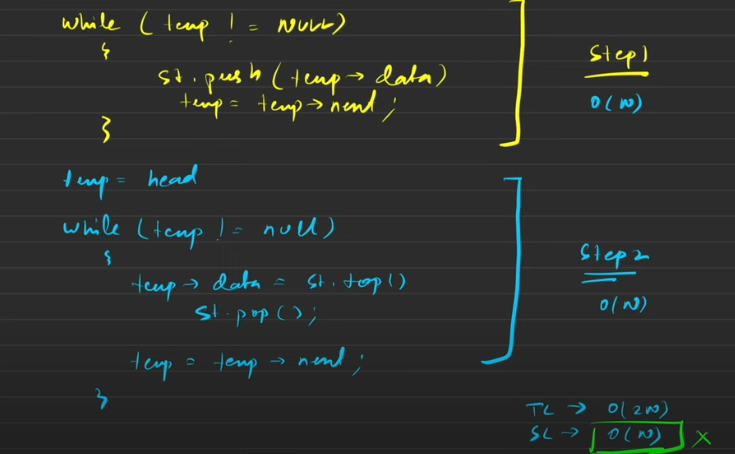 while ( temp != NULL)
{
st.push (temp → data)
temp = temp → next ;
}
Step 1
O(N)
temp = head
while (temp != null)
{
temp → data = st.top()
st.pop();
temp = temp → next ;
}
Step 2
O(N)
TC → O(2N)
SC → O(N) X